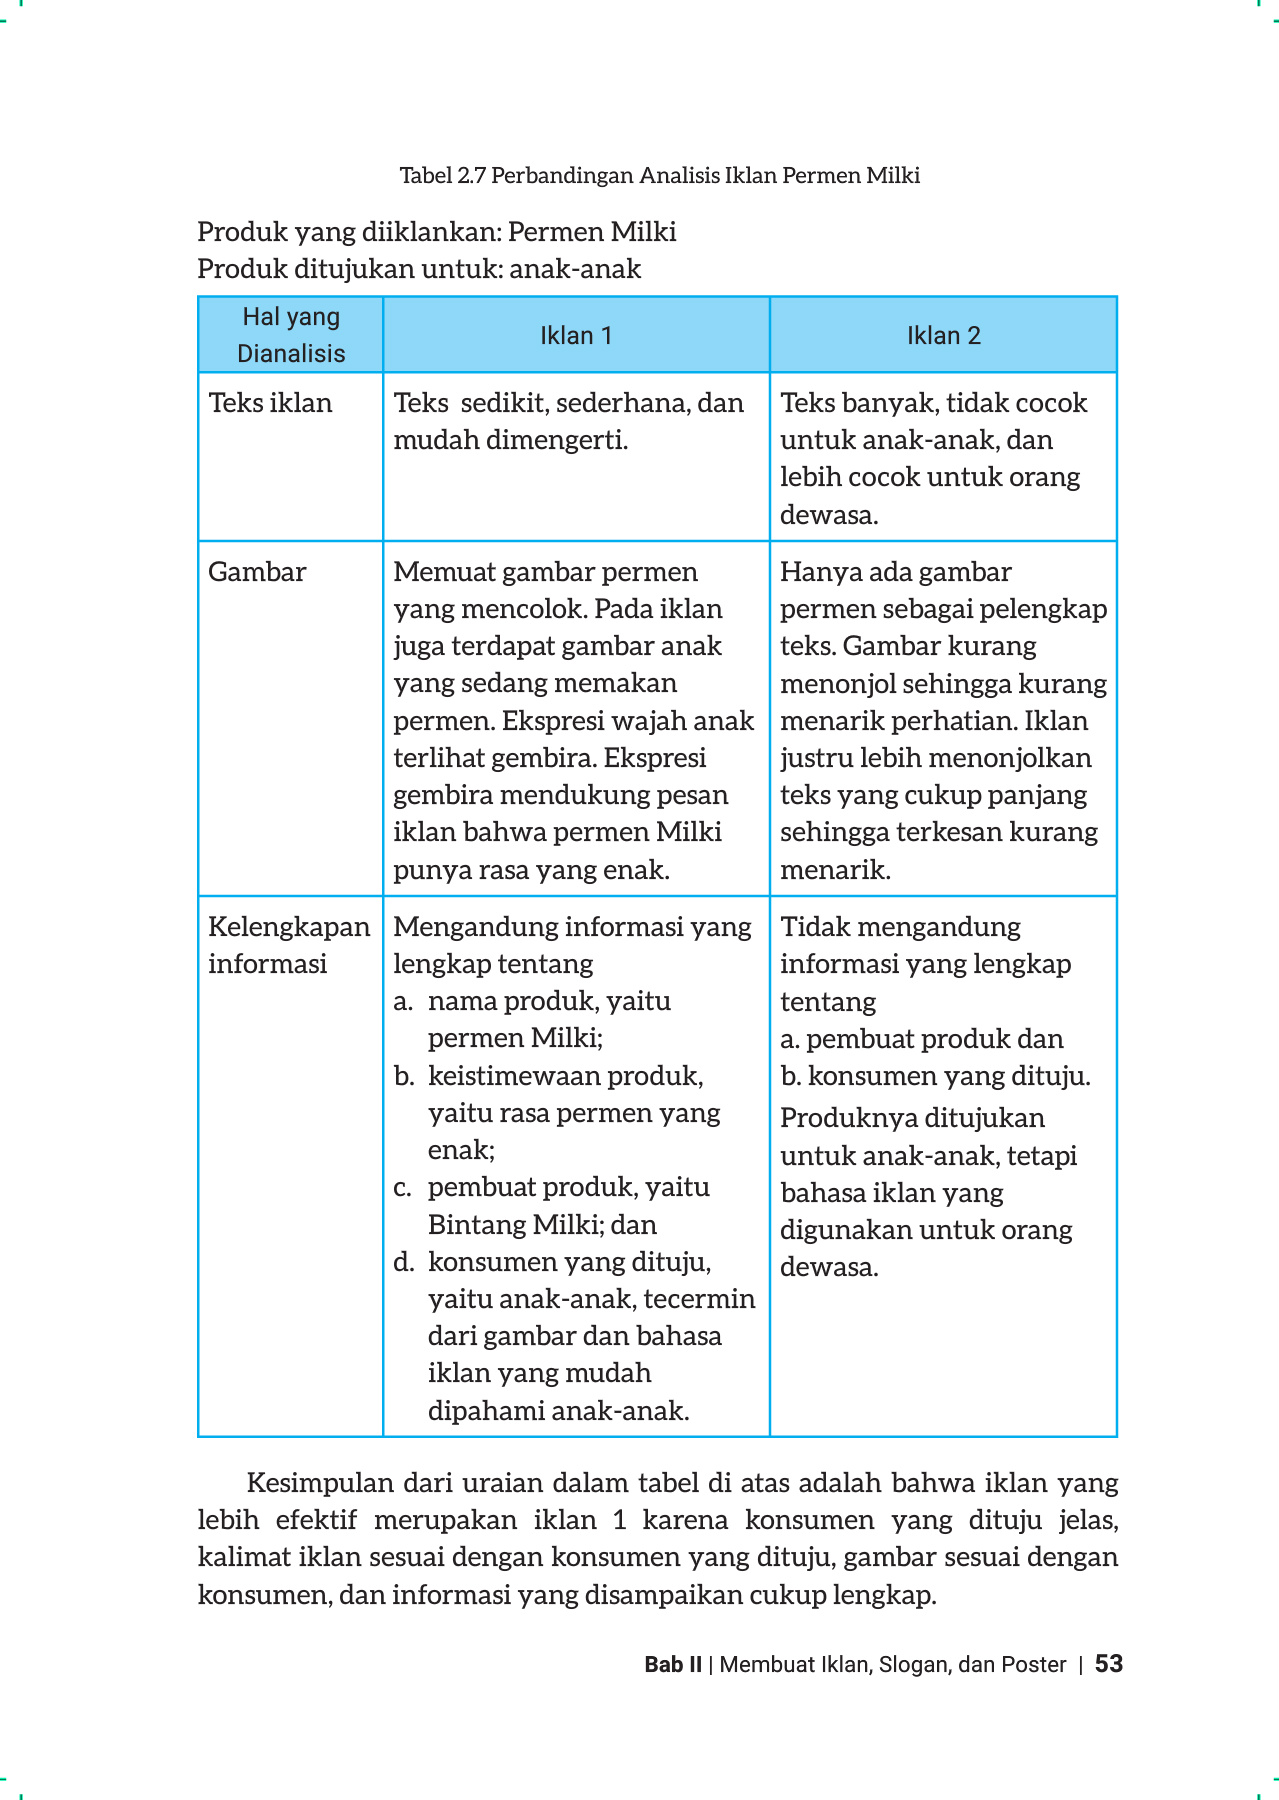 Tabel 2.7 Perbandingan Analisis Iklan Permen Milki
Produk yang diiklankan: Permen Milki
Produk ditujukan untuk: anak-anak
Hal yang
Dianalisis
Iklan 1
Iklan 2
Teks iklan
Teks sedikit, sederhana, dan
mudah dimengerti.
Teks banyak, tidak cocok
untuk anak-anak, dan
lebih cocok untuk orang
dewasa.
Gambar
Memuat gambar permen
yang mencolok. Pada iklan
juga terdapat gambar anak
yang sedang memakan
permen. Ekspresi wajah anak
terlihat gembira. Ekspresi
gembira mendukung pesan
iklan bahwa permen Milki
punya rasa yang enak.
Hanya ada gambar
permen sebagai pelengkap
teks. Gambar kurang
menonjol sehingga kurang
menarik perhatian. Iklan
justru lebih menonjolkan
teks yang cukup panjang
sehingga terkesan kurang
menarik.
Kelengkapan
informasi
Mengandung informasi yang
lengkap tentang
a. nama produk, yaitu
permen Milki;
b. keistimewaan produk,
yaitu rasa permen yang
enak;
c. pembuat produk, yaitu
Bintang Milki; dan
d. konsumen yang dituju,
yaitu anak-anak, tecermin
dari gambar dan bahasa
iklan yang mudah
dipahami anak-anak.
Tidak mengandung
informasi yang lengkap
tentang
a. pembuat produk dan
b. konsumen yang dituju.
Produknya ditujukan
untuk anak-anak, tetapi
bahasa iklan yang
digunakan untuk orang
dewasa.
Kesimpulan dari uraian dalam tabel di atas adalah bahwa iklan yang
lebih efektif merupakan iklan 1 karena konsumen yang dituju jelas,
kalimat iklan sesuai dengan konsumen yang dituju, gambar sesuai dengan
konsumen, dan informasi yang disampaikan cukup lengkap.
Bab II | Membuat Iklan, Slogan, dan Poster | 53